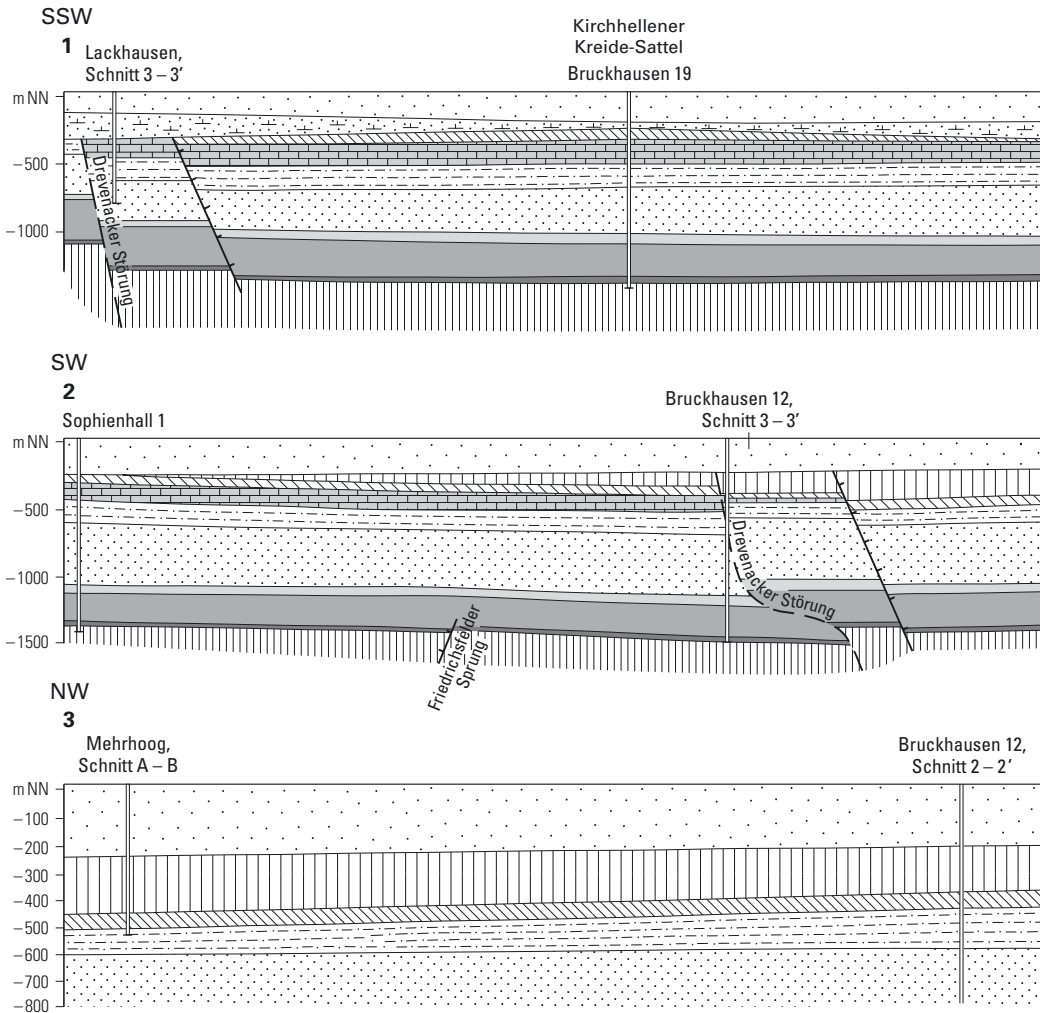 SSW
1
Lackhausen,
Schnitt 3 – 3’
Kirchhellener
Kreide-Sattel
Bruckhausen 19
m NN
–500
–1000
Drevenacker Störung
SW
2
Sophienhall 1
Bruckhausen 12,
Schnitt 3 – 3’
m NN
–500
–1000
–1500
Drevenacker Störung
Friedrichsfelder
Sprung
NW
3
Mehrhoog,
Schnitt A – B
Bruckhausen 12,
Schnitt 2 – 2’
m NN
–100
–200
–300
–400
–500
–600
–700
–800